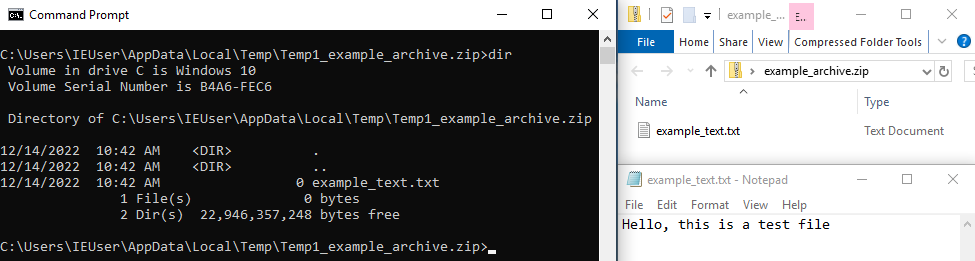 Command Prompt
C:\Users\IEUser\AppData\Local\Temp\Temp1_example_archive.zip>dir
 Volume in drive C is Windows 10
 Volume Serial Number is B4A6-FEC6
 Directory of C:\Users\IEUser\AppData\Local\Temp\Temp1_example_archive.zip
12/14/2022  10:42 AM    <DIR>          .
12/14/2022  10:42 AM    <DIR>          ..
12/14/2022  10:42 AM                 0 example_text.txt
               1 File(s)              0 bytes
               2 Dir(s)  22,946,357,248 bytes free
C:\Users\IEUser\AppData\Local\Temp\Temp1_example_archive.zip>
example_... E..
File Home Share View Compressed Folder Tools
example_archive.zip
Name Type
example_text.txt Text Document
example_text.txt - Notepad
File Edit Format View Help
Hello, this is a test file